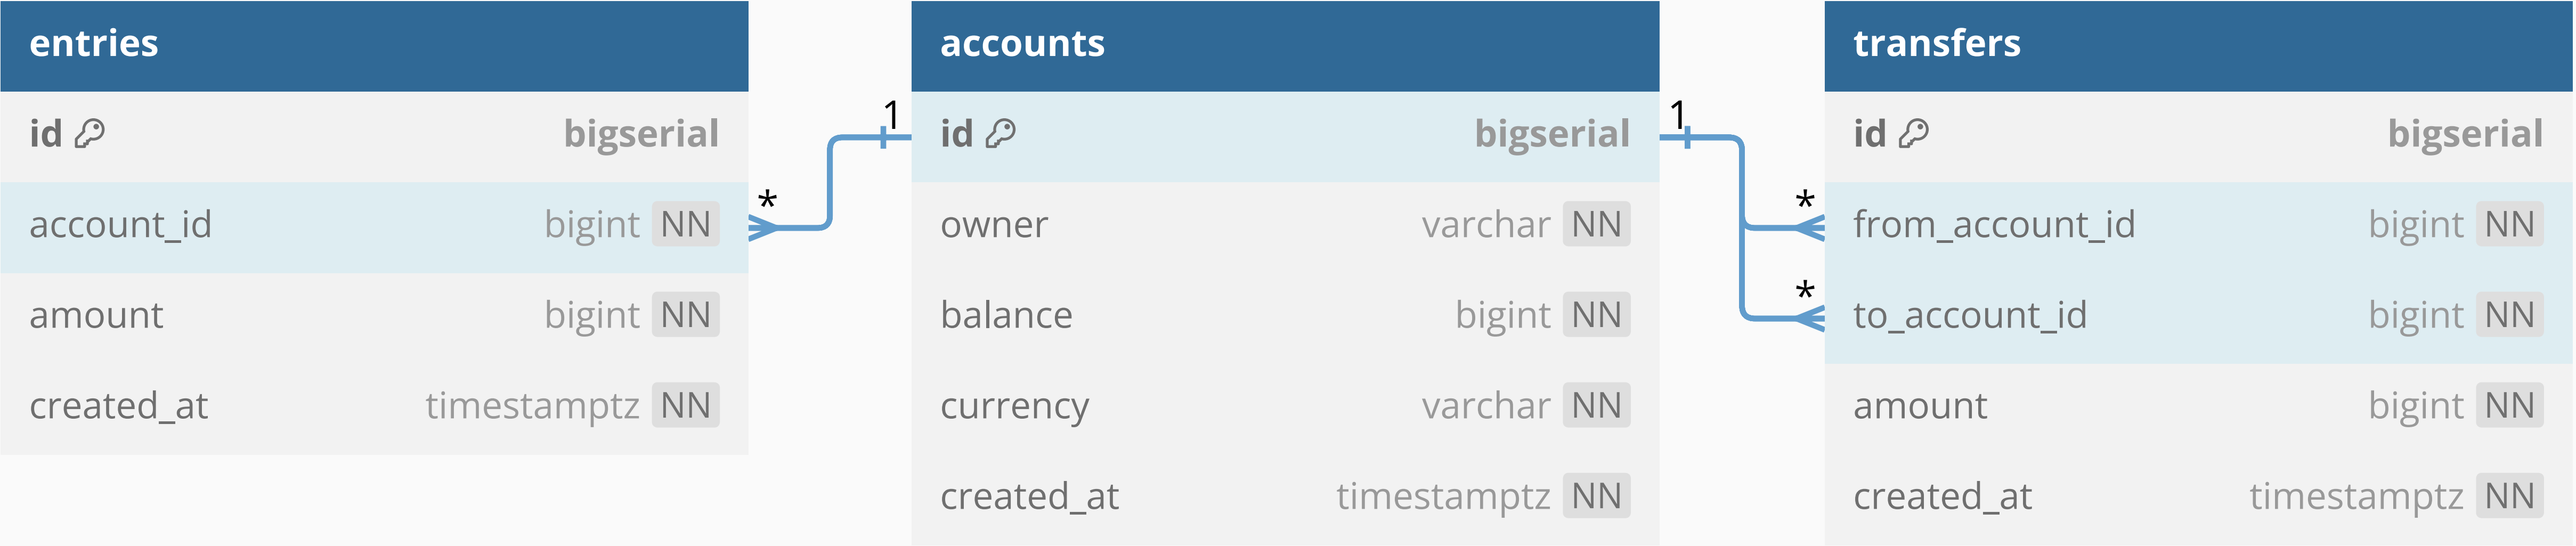 entries
id bigserial
account_id bigint NN
amount bigint NN
created_at timestamptz NN
1
*
accounts
id bigserial
owner varchar NN
balance bigint NN
currency varchar NN
created_at timestamptz NN
1
*
*
transfers
id bigserial
from_account_id bigint NN
to_account_id bigint NN
amount bigint NN
created_at timestamptz NN